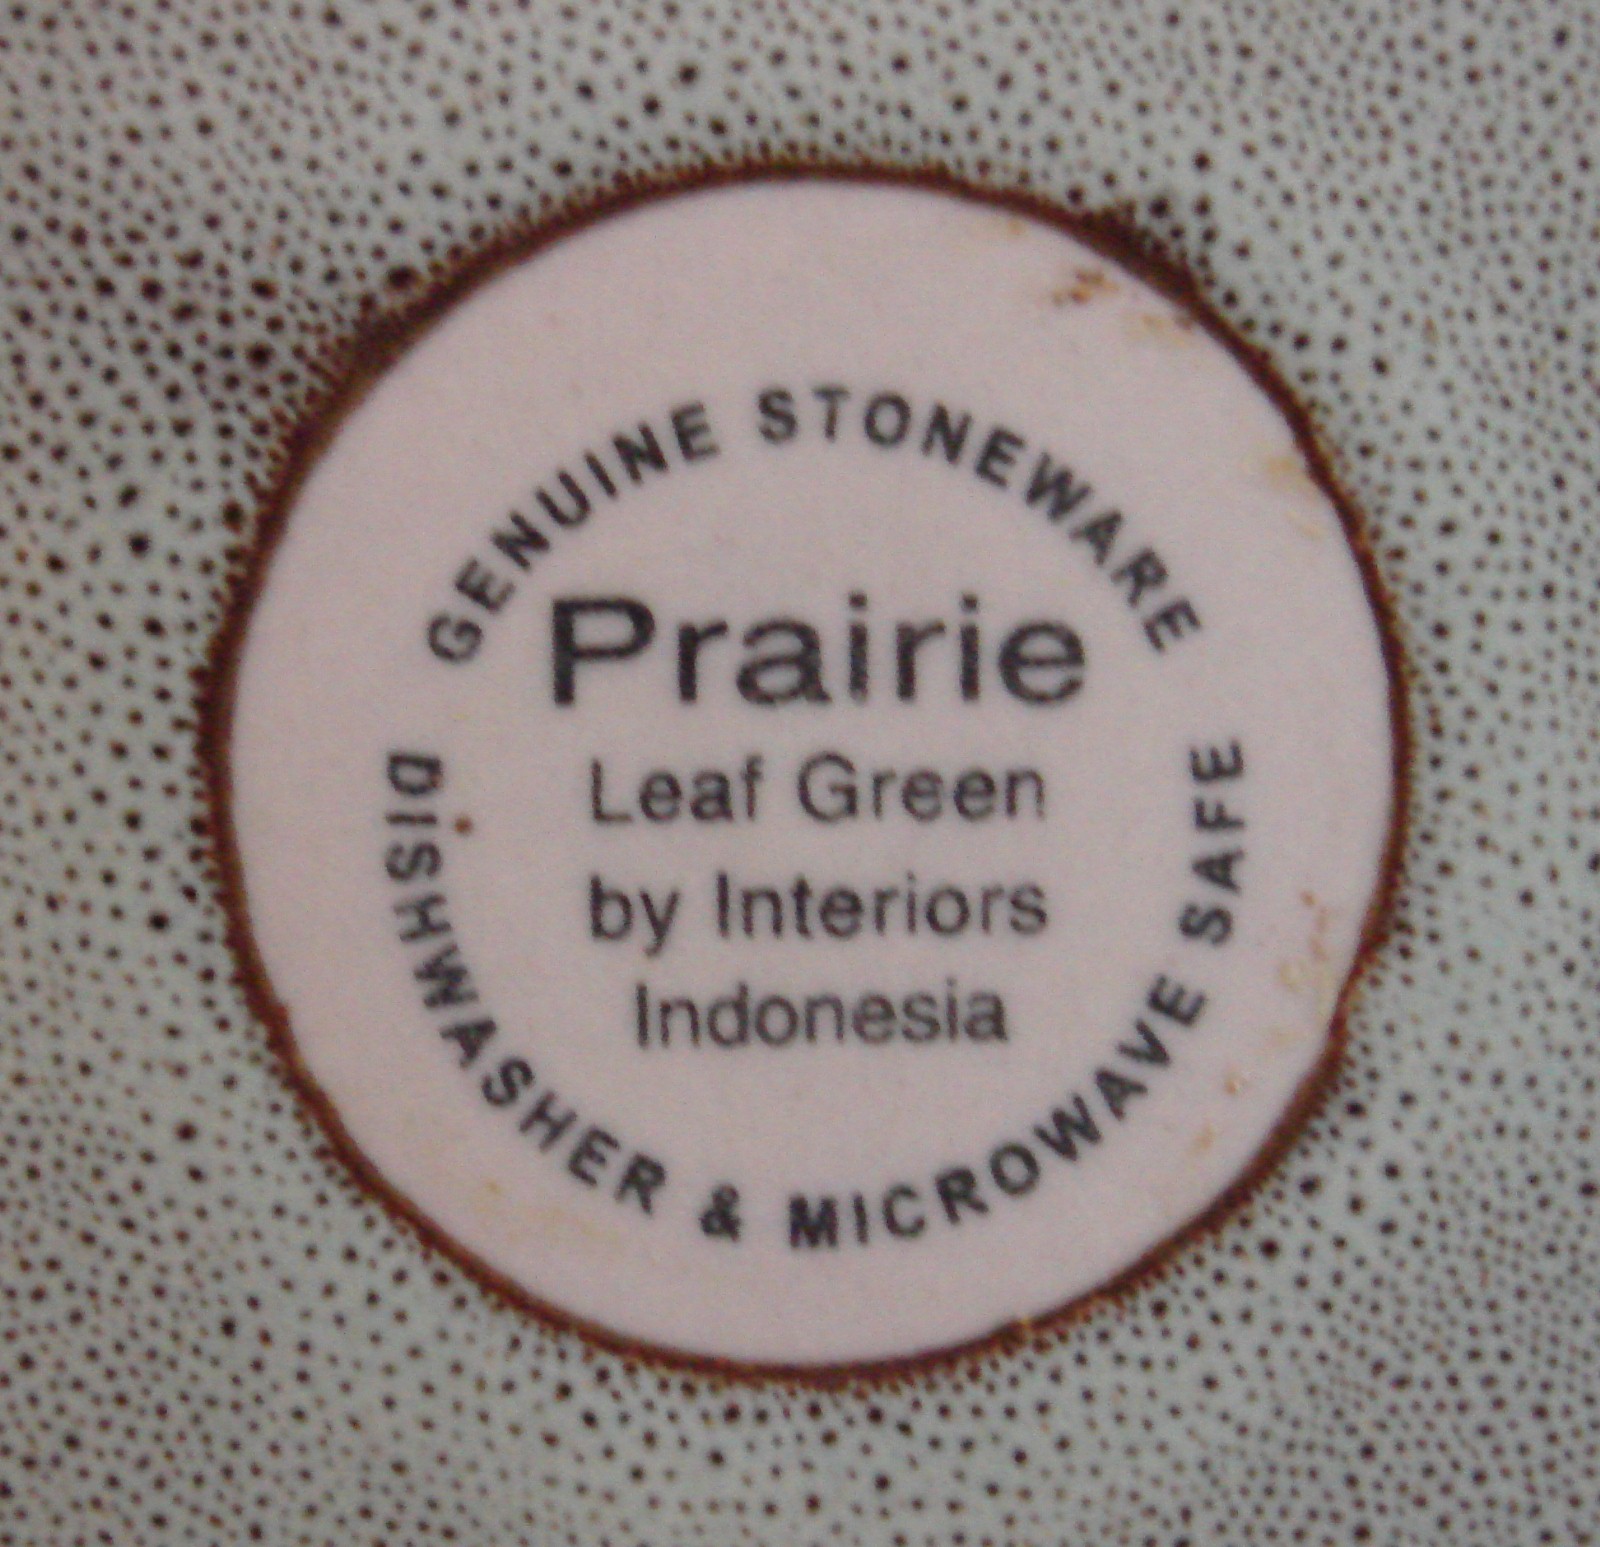 GENUINE STONEWARE
Prairie
Leaf Green
by Interiors
Indonesia
DISHWASHER & MICROWAVE SAFE